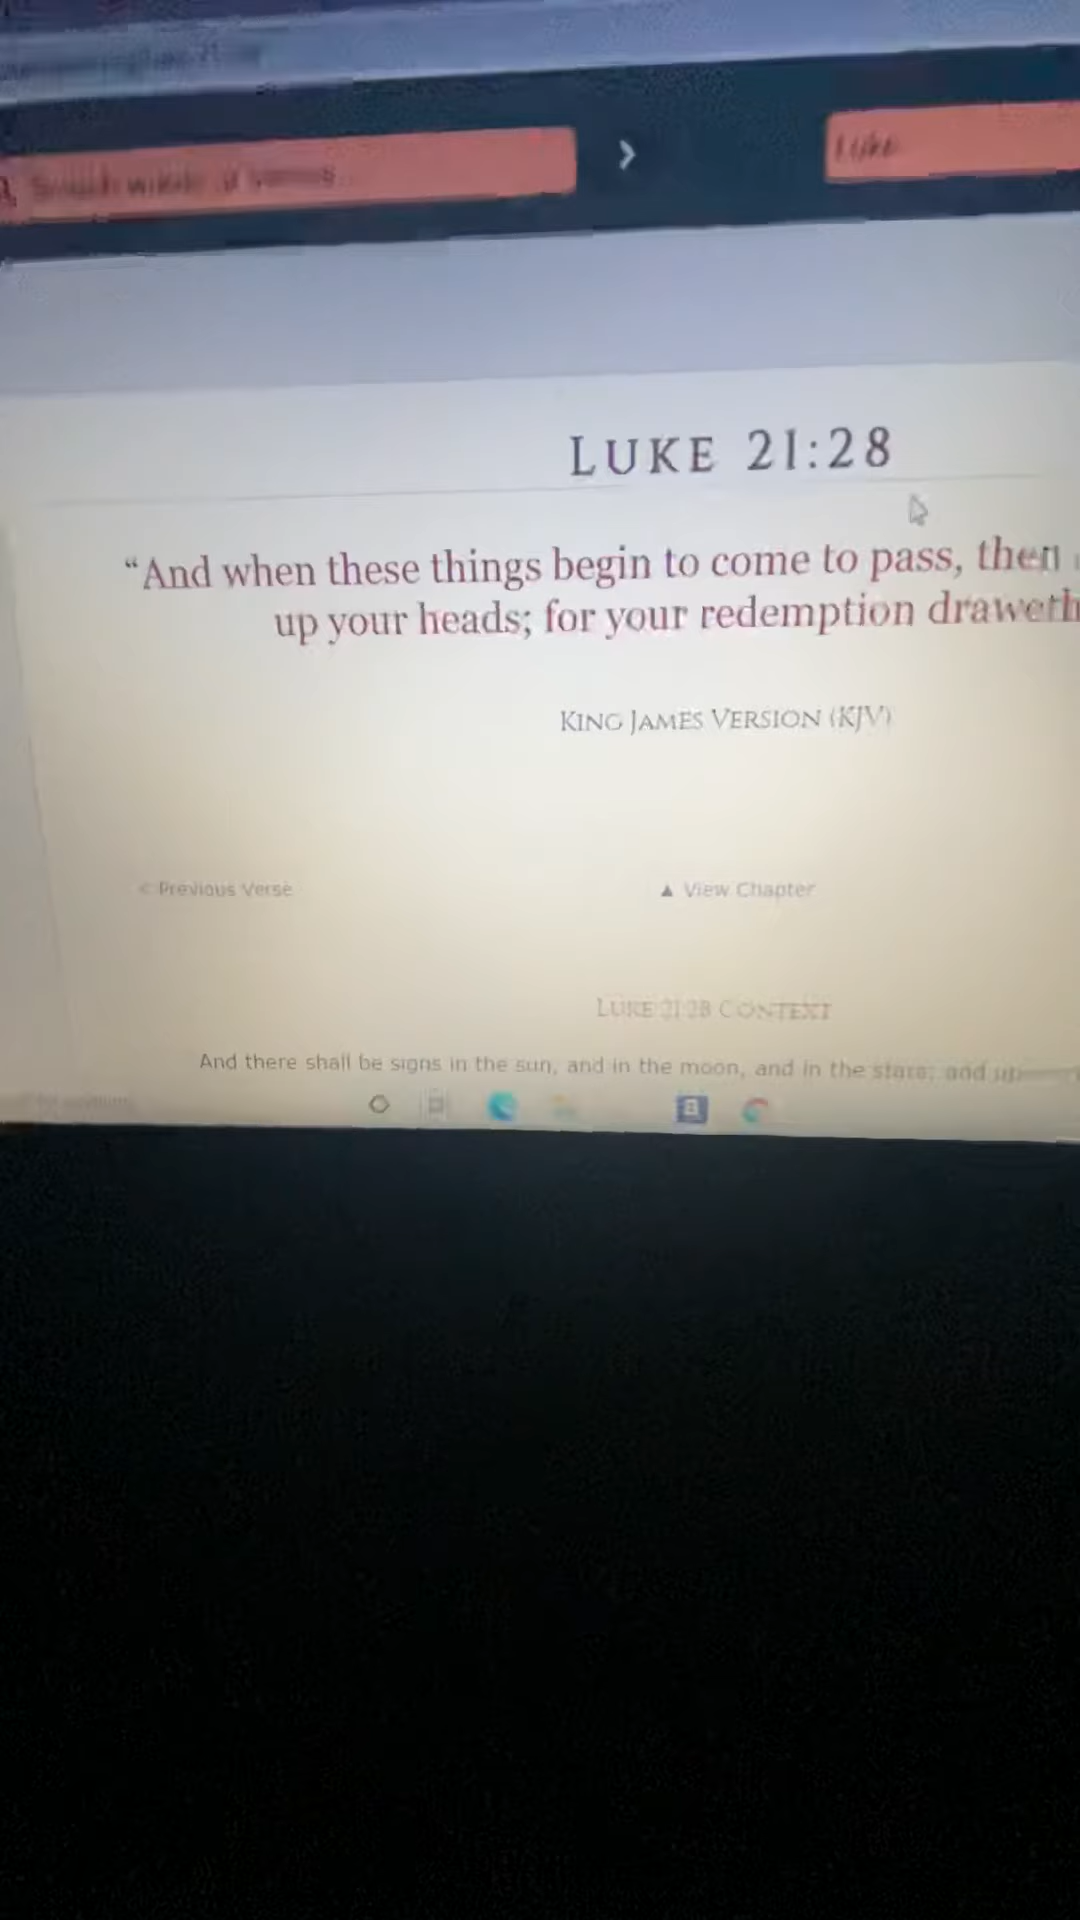 Luke
LUKE 21:28
“And when these things begin to come to pass, then
up your heads; for your redemption draweth
KING JAMES VERSION (KJV)
< Previous Verse
▲ View Chapter
LUKE 21:28 CONTEXT
And there shall be signs in the sun, and in the moon, and in the stars; and up